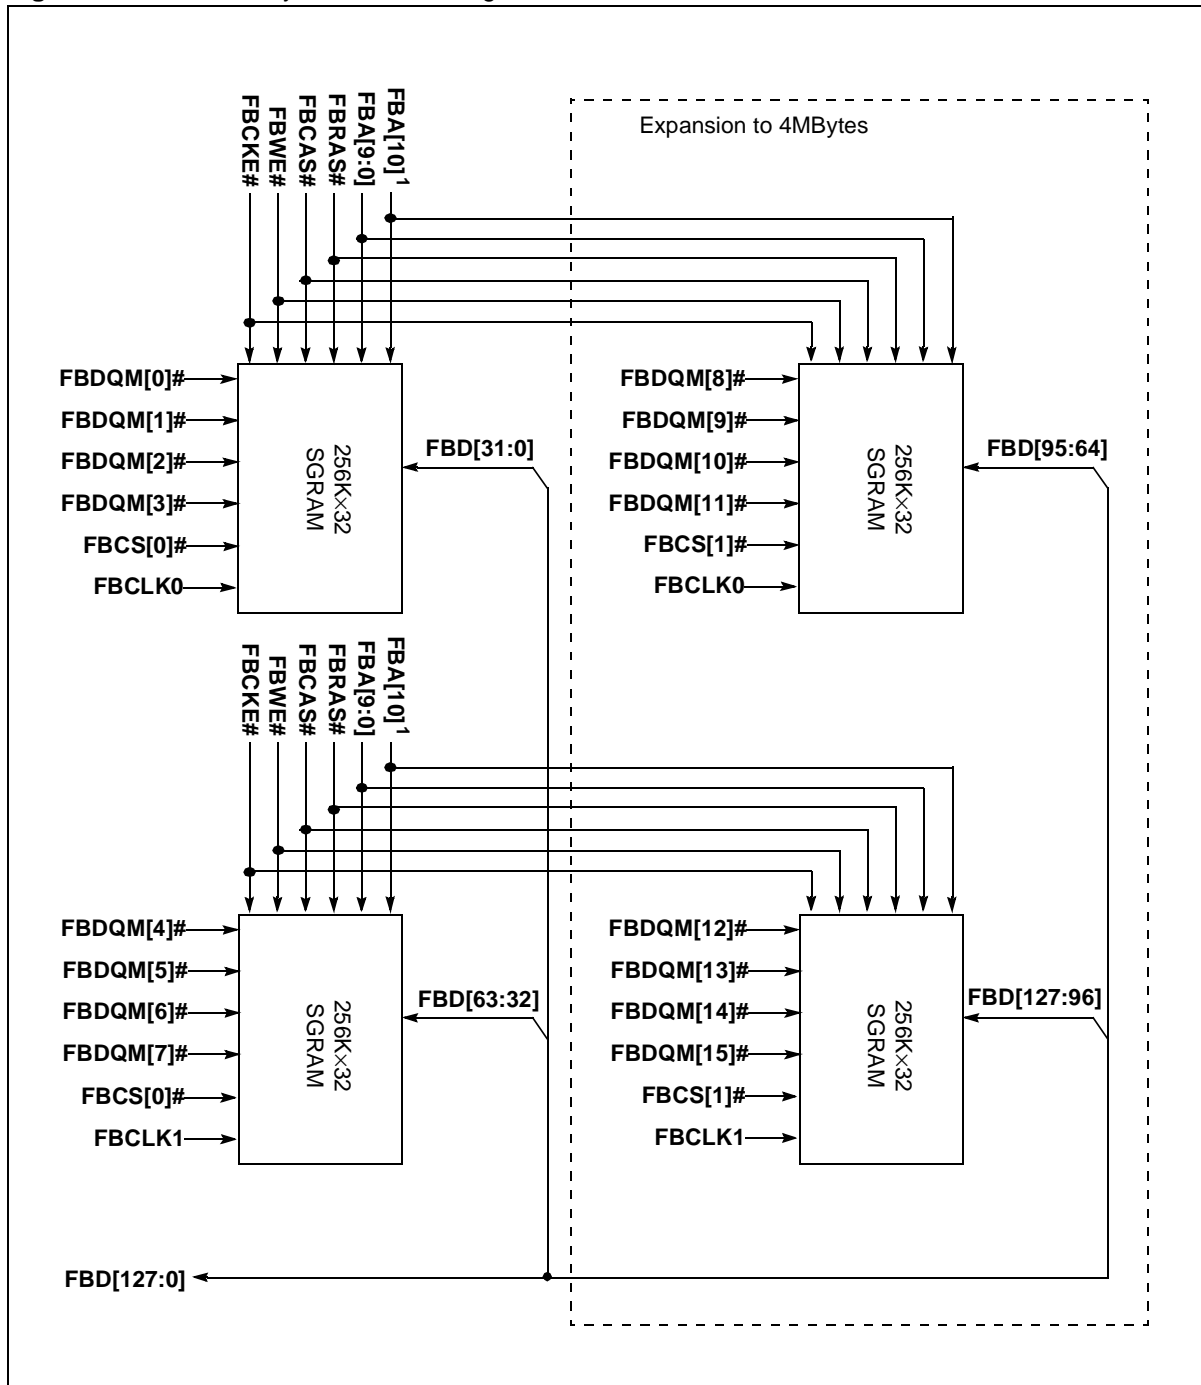 FBCKE#
FBWE#
FBCAS#
FBRAS#
FBA[9:0]
FBA[10]1
Expansion to 4MBytes
FBDQM[0]#
FBDQM[1]#
FBDQM[2]#
FBDQM[3]#
FBCS[0]#
FBCLK0
256K×32
SGRAM
FBD[31:0]
FBDQM[8]#
FBDQM[9]#
FBDQM[10]#
FBDQM[11]#
FBCS[1]#
FBCLK0
256K×32
SGRAM
FBD[95:64]
FBCKE#
FBWE#
FBCAS#
FBRAS#
FBA[9:0]
FBA[10]1
FBDQM[4]#
FBDQM[5]#
FBDQM[6]#
FBDQM[7]#
FBCS[0]#
FBCLK1
256K×32
SGRAM
FBD[63:32]
FBDQM[12]#
FBDQM[13]#
FBDQM[14]#
FBDQM[15]#
FBCS[1]#
FBCLK1
256K×32
SGRAM
FBD[127:96]
FBD[127:0]